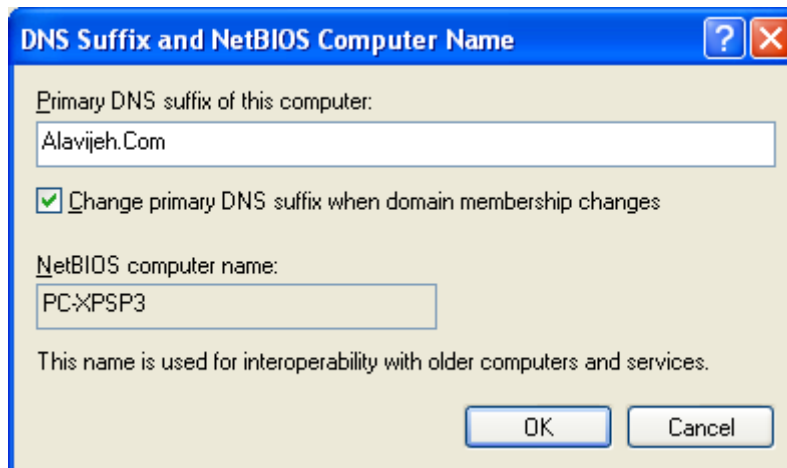 DNS Suffix and NetBIOS Computer Name
Primary DNS suffix of this computer:
Alavijeh.Com
Change primary DNS suffix when domain membership changes
NetBIOS computer name:
PC-XPSP3
This name is used for interoperability with older computers and services.
OK Cancel